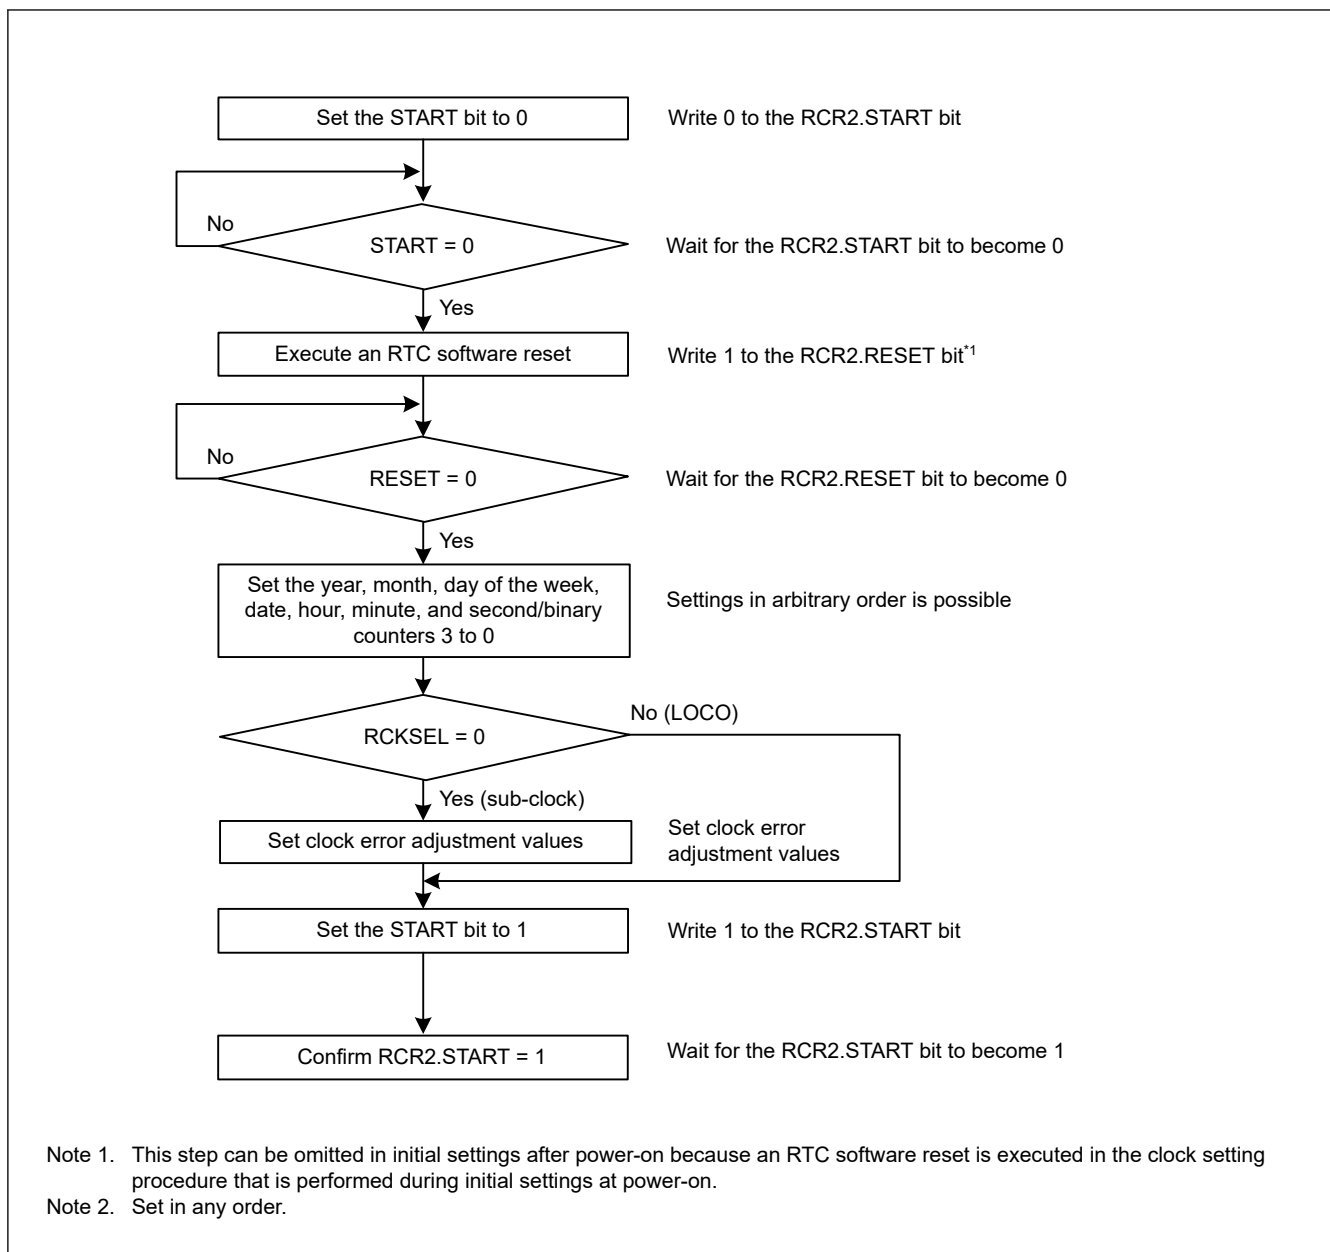 Set the START bit to 0
Write 0 to the RCR2.START bit
No
START = 0
Wait for the RCR2.START bit to become 0
Yes
Execute an RTC software reset
Write 1 to the RCR2.RESET bit*1
No
RESET = 0
Wait for the RCR2.RESET bit to become 0
Yes
Set the year, month, day of the week,
date, hour, minute, and second/binary
counters 3 to 0
Settings in arbitrary order is possible
No (LOCO)
RCKSEL = 0
Yes (sub-clock)
Set clock error adjustment values
Set clock error
adjustment values
Set the START bit to 1
Write 1 to the RCR2.START bit
Confirm RCR2.START = 1
Wait for the RCR2.START bit to become 1
Note 1. This step can be omitted in initial settings after power-on because an RTC software reset is executed in the clock setting
procedure that is performed during initial settings at power-on.
Note 2. Set in any order.